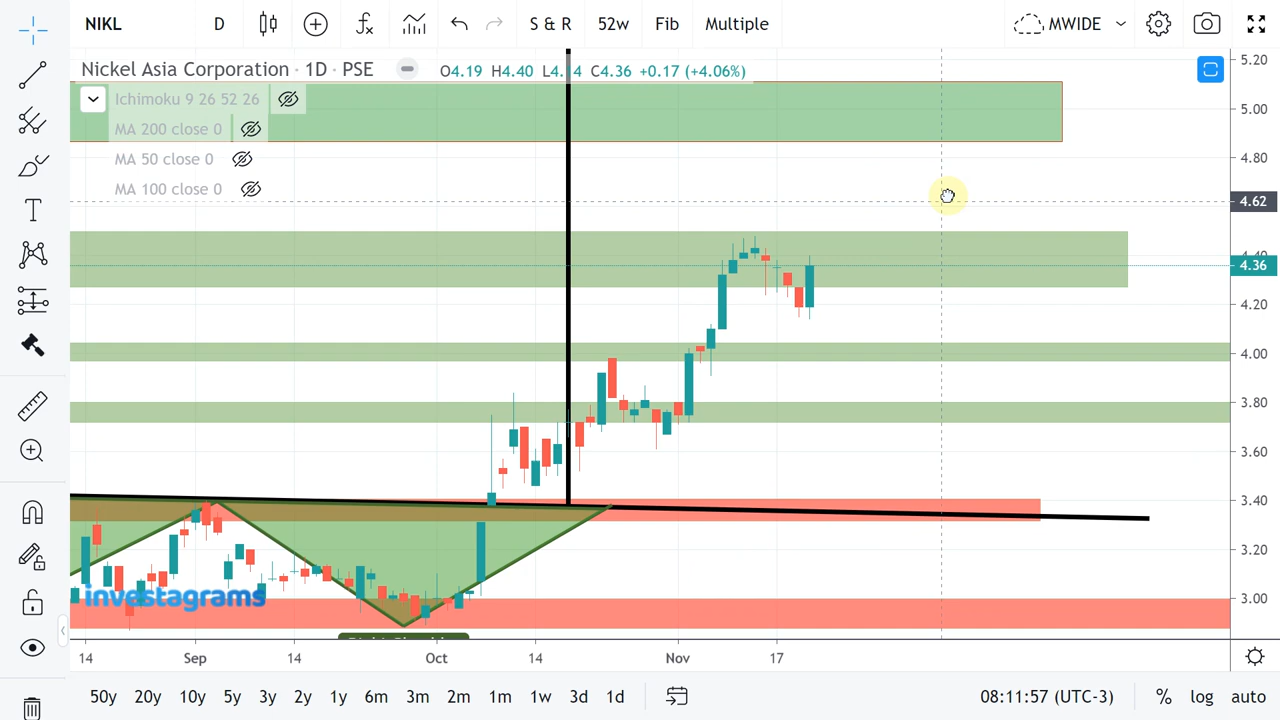 NIKL D S & R 52w Fib Multiple MWIDE
Nickel Asia Corporation · 1D · PSE O4.19 H4.40 L4.14 C4.36 +0.17 (+4.06%)
Ichimoku 9 26 52 26
MA 200 close 0
MA 50 close 0
MA 100 close 0
5.20
5.00
4.80
4.62
4.40
4.36
4.20
4.00
3.80
3.60
3.40
3.20
3.00
investagrams
14 Sep 14 Oct 14 Nov 17
50y 20y 10y 5y 3y 2y 1y 6m 3m 2m 1m 1w 3d 1d 08:11:57 (UTC-3) % log auto